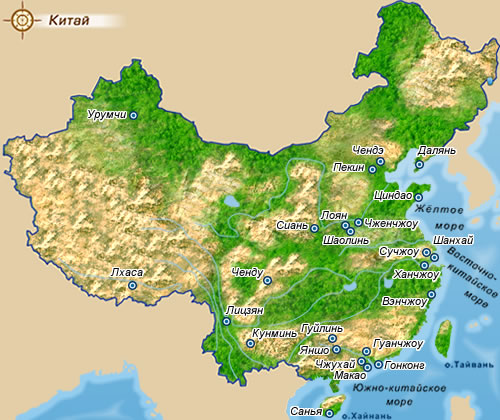 Китай
Урумчи
Чендэ
Далянь
Пекин
Циндао
Жёлтое
море
Лоян
Чженчжоу
Сиань
Шаолинь
Сучжоу
Шанхай
Ханчжоу
Восточно-
китайское
море
Лхаса
Ченду
Вэнчжоу
Лицзян
Гуйлинь
Кунминь
Яншо
Гуанчжоу
Чжухай
Гонконг
Макао
о.Тайвань
Южно-китайское
море
Санья
о.Хайнань